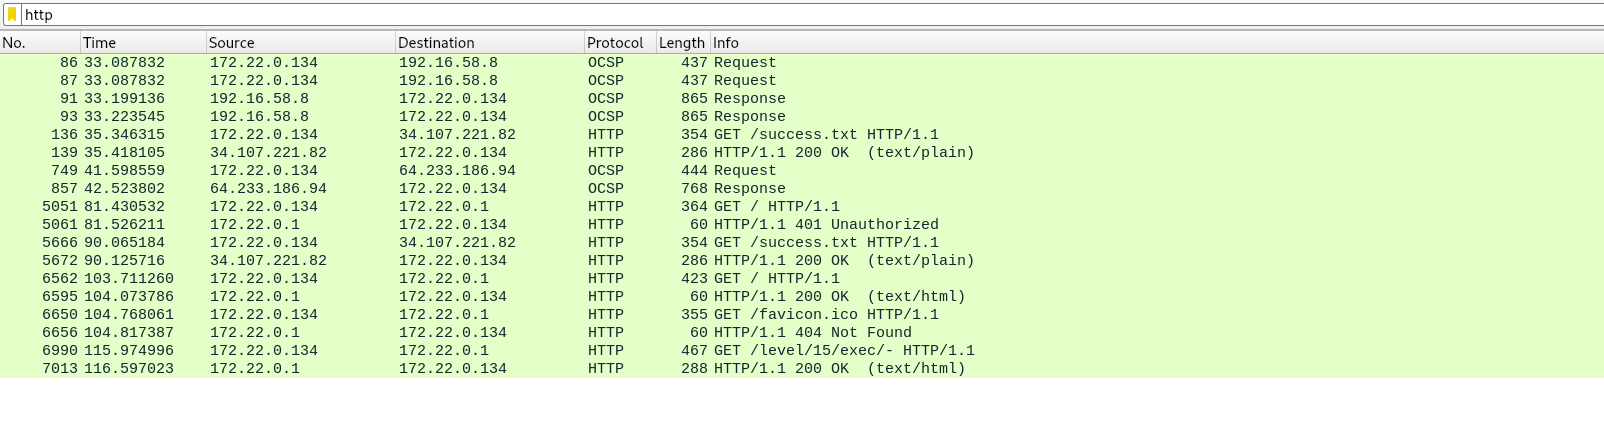 http
No. Time Source Destination Protocol Length Info
86 33.087832 172.22.0.134 192.16.58.8 OCSP 437 Request
87 33.087832 172.22.0.134 192.16.58.8 OCSP 437 Request
91 33.199136 192.16.58.8 172.22.0.134 OCSP 865 Response
93 33.223545 192.16.58.8 172.22.0.134 OCSP 865 Response
136 35.346315 172.22.0.134 34.107.221.82 HTTP 354 GET /success.txt HTTP/1.1
139 35.418105 34.107.221.82 172.22.0.134 HTTP 286 HTTP/1.1 200 OK  (text/plain)
749 41.598559 172.22.0.134 64.233.186.94 OCSP 444 Request
857 42.523802 64.233.186.94 172.22.0.134 OCSP 768 Response
5051 81.430532 172.22.0.134 172.22.0.1 HTTP 364 GET / HTTP/1.1
5061 81.526211 172.22.0.1 172.22.0.134 HTTP 60 HTTP/1.1 401 Unauthorized
5666 90.065184 172.22.0.134 34.107.221.82 HTTP 354 GET /success.txt HTTP/1.1
5672 90.125716 34.107.221.82 172.22.0.134 HTTP 286 HTTP/1.1 200 OK  (text/plain)
6562 103.711260 172.22.0.134 172.22.0.1 HTTP 423 GET / HTTP/1.1
6595 104.073786 172.22.0.1 172.22.0.134 HTTP 60 HTTP/1.1 200 OK  (text/html)
6650 104.768061 172.22.0.134 172.22.0.1 HTTP 355 GET /favicon.ico HTTP/1.1
6656 104.817387 172.22.0.1 172.22.0.134 HTTP 60 HTTP/1.1 404 Not Found
6990 115.974996 172.22.0.134 172.22.0.1 HTTP 467 GET /level/15/exec/- HTTP/1.1
7013 116.597023 172.22.0.1 172.22.0.134 HTTP 288 HTTP/1.1 200 OK  (text/html)